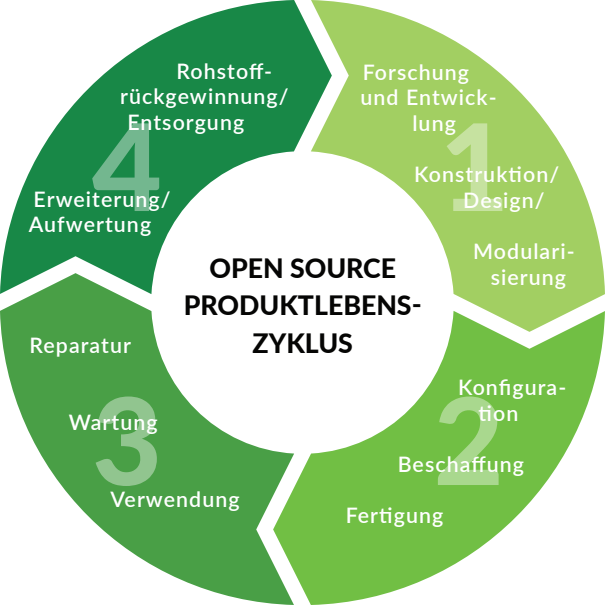 OPEN SOURCE
PRODUKTLEBENS-
ZYKLUS
1
Forschung
und Entwick-
lung
Konstruktion/
Design/
Modulari-
sierung
2
Konfigura-
tion
Beschaffung
Fertigung
3
Verwendung
Wartung
Reparatur
4
Erweiterung/
Aufwertung
Rohstoff-
rückgewinnung/
Entsorgung